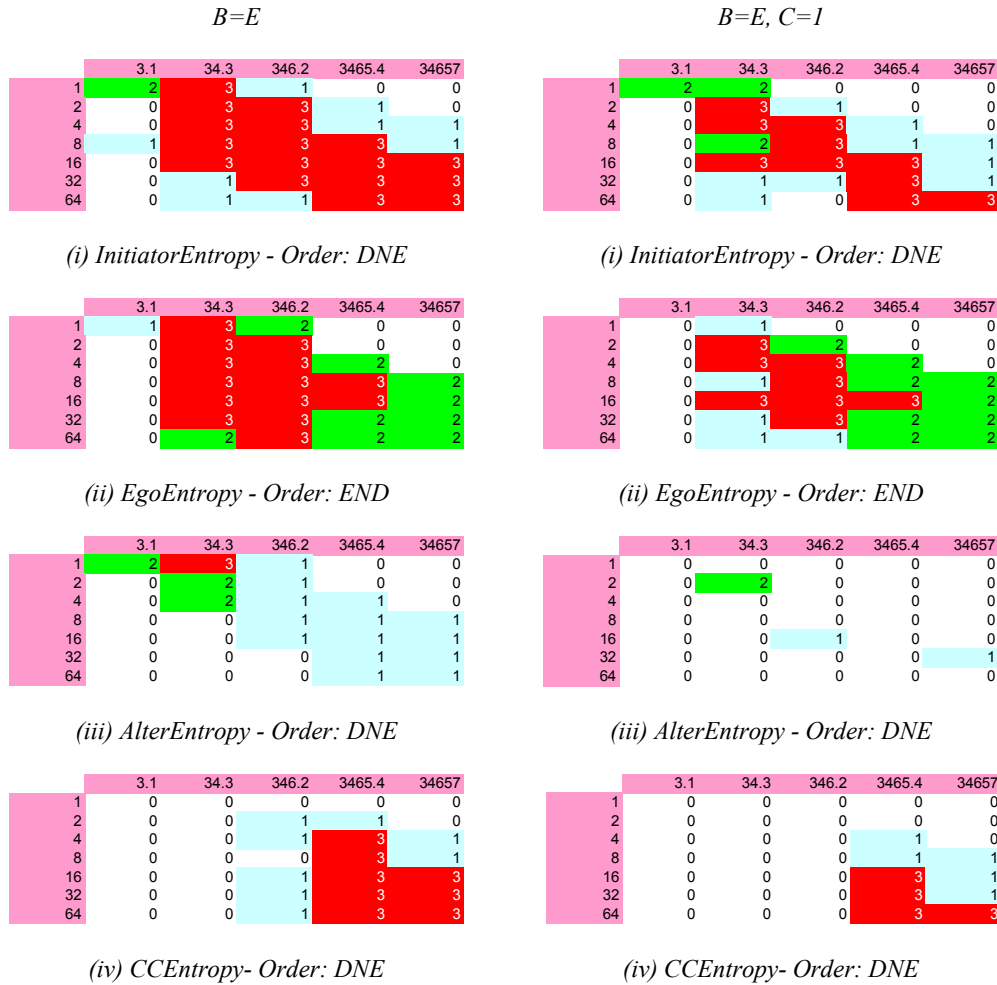 B=E
B=E, C=1
3.1 34.3 346.2 3465.4 34657
1 2 3 1 0 0
2 0 3 3 1 0
4 0 3 3 1 1
8 1 3 3 3 1
16 0 3 3 3 3
32 0 1 3 3 3
64 0 1 1 3 3
(i) InitiatorEntropy - Order: DNE
3.1 34.3 346.2 3465.4 34657
1 2 2 0 0 0
2 0 3 1 0 0
4 0 3 3 1 0
8 0 2 3 1 1
16 0 3 3 3 1
32 0 1 1 3 1
64 0 1 0 3 3
(i) InitiatorEntropy - Order: DNE
3.1 34.3 346.2 3465.4 34657
1 1 3 2 0 0
2 0 3 3 0 0
4 0 3 3 2 0
8 0 3 3 3 2
16 0 3 3 3 2
32 0 3 3 2 2
64 0 2 3 2 2
(ii) EgoEntropy - Order: END
3.1 34.3 346.2 3465.4 34657
1 0 1 0 0 0
2 0 3 2 0 0
4 0 3 3 2 0
8 0 1 3 2 2
16 0 3 3 3 2
32 0 1 3 2 2
64 0 1 1 2 2
(ii) EgoEntropy - Order: END
3.1 34.3 346.2 3465.4 34657
1 2 3 1 0 0
2 0 2 1 0 0
4 0 2 1 1 0
8 0 0 1 1 1
16 0 0 1 1 1
32 0 0 0 1 1
64 0 0 0 1 1
(iii) AlterEntropy - Order: DNE
3.1 34.3 346.2 3465.4 34657
1 0 0 0 0 0
2 0 2 0 0 0
4 0 0 0 0 0
8 0 0 0 0 0
16 0 0 1 0 0
32 0 0 0 0 1
64 0 0 0 0 0
(iii) AlterEntropy - Order: DNE
3.1 34.3 346.2 3465.4 34657
1 0 0 0 0 0
2 0 0 1 1 0
4 0 0 1 3 1
8 0 0 0 3 1
16 0 0 1 3 3
32 0 0 1 3 3
64 0 0 1 3 3
(iv) CCEntropy- Order: DNE
3.1 34.3 346.2 3465.4 34657
1 0 0 0 0 0
2 0 0 0 0 0
4 0 0 0 1 0
8 0 0 0 1 1
16 0 0 0 3 1
32 0 0 0 3 1
64 0 0 0 3 3
(iv) CCEntropy- Order: DNE